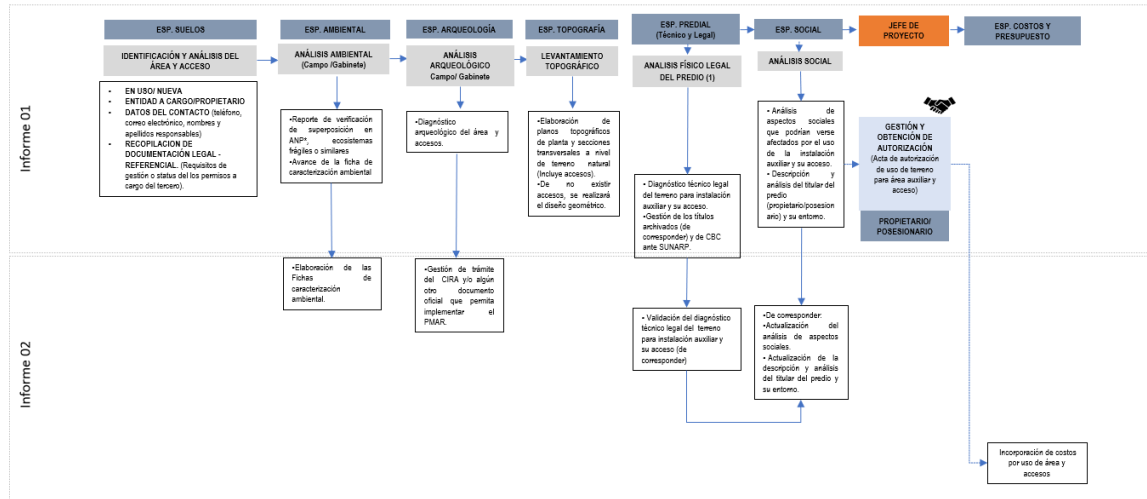 ESP. SUELOS
IDENTIFICACIÓN Y ANÁLISIS DEL
ÁREA Y ACCESO
• EN USO/ NUEVA
• ENTIDAD A CARGO/PROPIETARIO
• DATOS DEL CONTACTO (teléfono,
correo electrónico, nombres y
apellidos responsables)
• RECOPILACION DE
DOCUMENTACIÓN LEGAL -
REFERENCIAL. (Requisitos de
gestión o status del los permisos a
cargo del tercero).
ESP. AMBIENTAL
ANÁLISIS AMBIENTAL
(Campo /Gabinete)
•Reporte de verificación
de superposición en
ANP*, ecosistemas
frágiles o similares
•Avance de la ficha de
caracterización ambiental
ESP. ARQUEOLOGÍA
ANÁLISIS
ARQUEOLÓGICO
Campo/ Gabinete
•Diagnóstico
arqueológico del área y
accesos.
ESP. TOPOGRAFÍA
LEVANTAMIENTO
TOPOGRÁFICO
•Elaboración de
planos topográficos
de planta y secciones
transversales a nivel
de terreno natural
(Incluye accesos).
•De no existir
accesos, se realizará
el diseño geométrico.
ESP. PREDIAL
(Técnico y Legal)
ANALISIS FÍSICO LEGAL
DEL PREDIO (1)
• Diagnóstico técnico legal
del terreno para instalación
auxiliar y su acceso.
•Gestión de los títulos
archivados (de
corresponder) y de CBC
ante SUNARP.
ESP. SOCIAL
ANÁLISIS SOCIAL
•Análisis de
aspectos sociales
que podrían verse
afectados por el uso
de la instalación
auxiliar y su acceso.
• Descripción y
análisis del titular del
predio
(propietario/posesion
ario) y su entorno.
JEFE DE
PROYECTO
GESTIÓN Y
OBTENCIÓN DE
AUTORIZACIÓN
(Acta de autorización
de uso de terreno
para área auxiliar y
acceso)
PROPIETARIO/
POSESIONARIO
ESP. COSTOS Y
PRESUPUESTO
Informe 01
Informe 02
•Elaboración de las
Fichas de
caracterización
ambiental.
•Gestión de trámite
del CIRA y/o algún
otro documento
oficial que permita
implementar el
PMAR.
• Validación del diagnóstico
técnico legal del terreno
para instalación auxiliar y
su acceso (de
corresponder)
•De corresponder:
•Actualización del
análisis de aspectos
sociales.
• Actualización de la
descripción y análisis
del titular del predio y
su entorno.
Incorporación de costos
por uso de área y
accesos